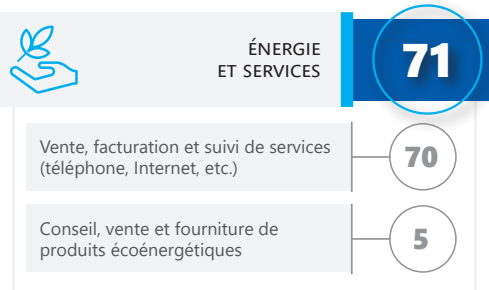 ÉNERGIE
ET SERVICES
71
Vente, facturation et suivi de services
(téléphone, Internet, etc.)
70
Conseil, vente et fourniture de
produits écoénergétiques
5